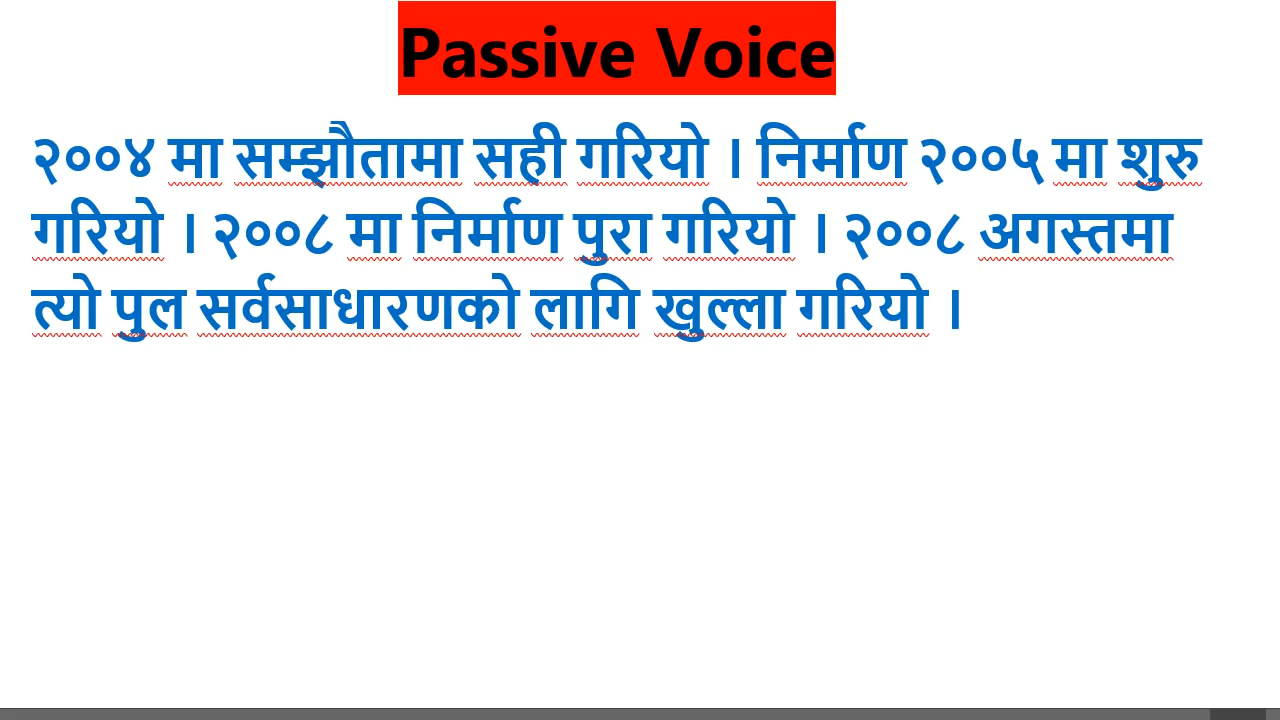 Passive Voice
२००४ मा सम्झौतामा सही गरियो । निर्माण २००५ मा शुरु
गरियो । २००८ मा निर्माण पुरा गरियो । २००८ अगस्तमा
त्यो पुल सर्वसाधारणको लागि खुल्ला गरियो ।